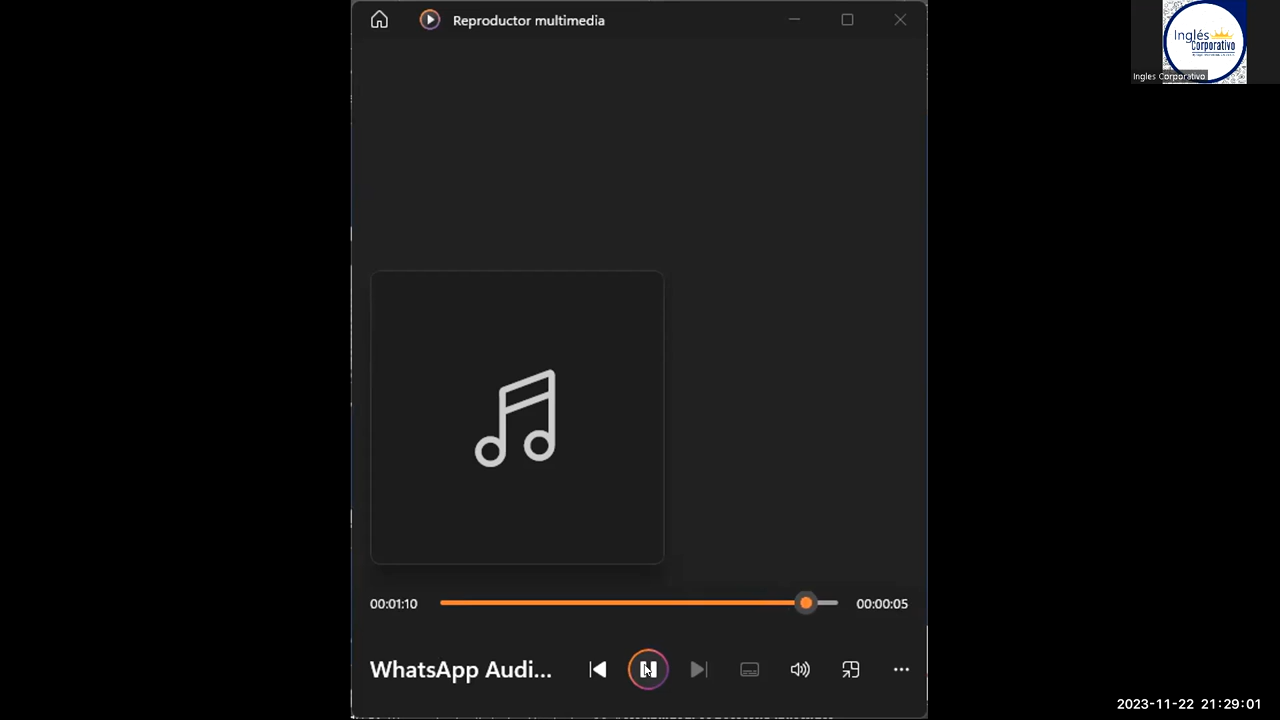 Reproductor multimedia
Inglés
Corporativo
Ingles Corporativo
00:01:10
00:00:05
WhatsApp Audi...
2023-11-22 21:29:01